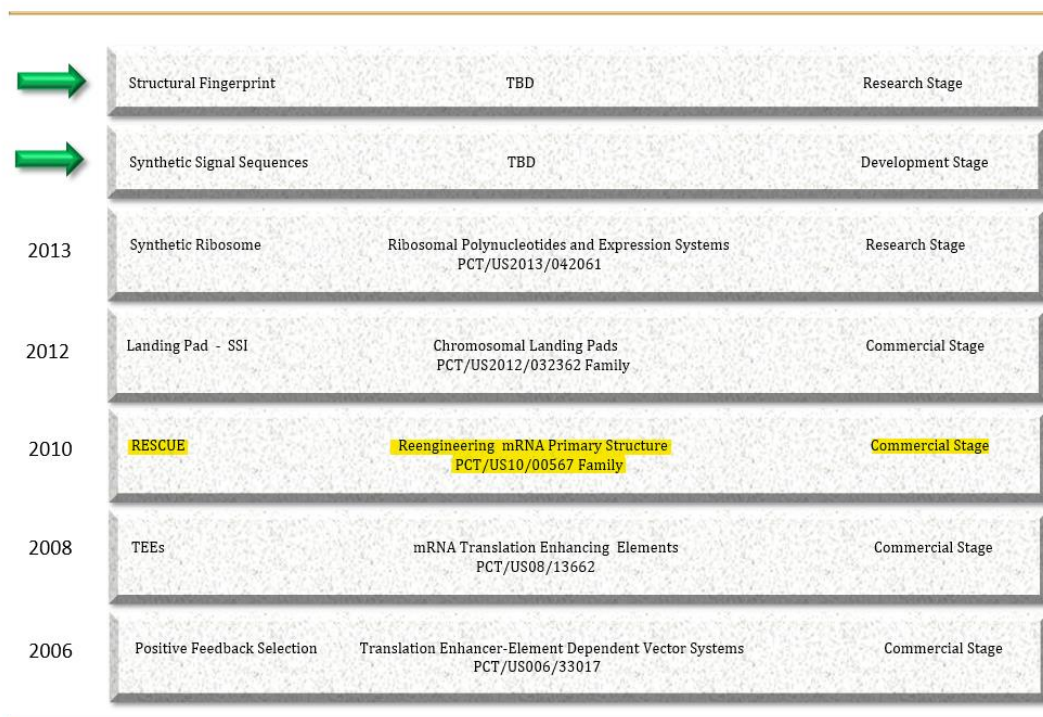 Structural Fingerprint TBD Research Stage
Synthetic Signal Sequences TBD Development Stage
2013 Synthetic Ribosome Ribosomal Polynucleotides and Expression Systems Research Stage
PCT/US2013/042061
2012 Landing Pad - SSI Chromosomal Landing Pads Commercial Stage
PCT/US2012/032362 Family
2010 RESCUE Reengineering mRNA Primary Structure Commercial Stage
PCT/US10/00567 Family
2008 TEEs mRNA Translation Enhancing Elements Commercial Stage
PCT/US08/13662
2006 Positive Feedback Selection Translation Enhancer-Element Dependent Vector Systems Commercial Stage
PCT/US006/33017